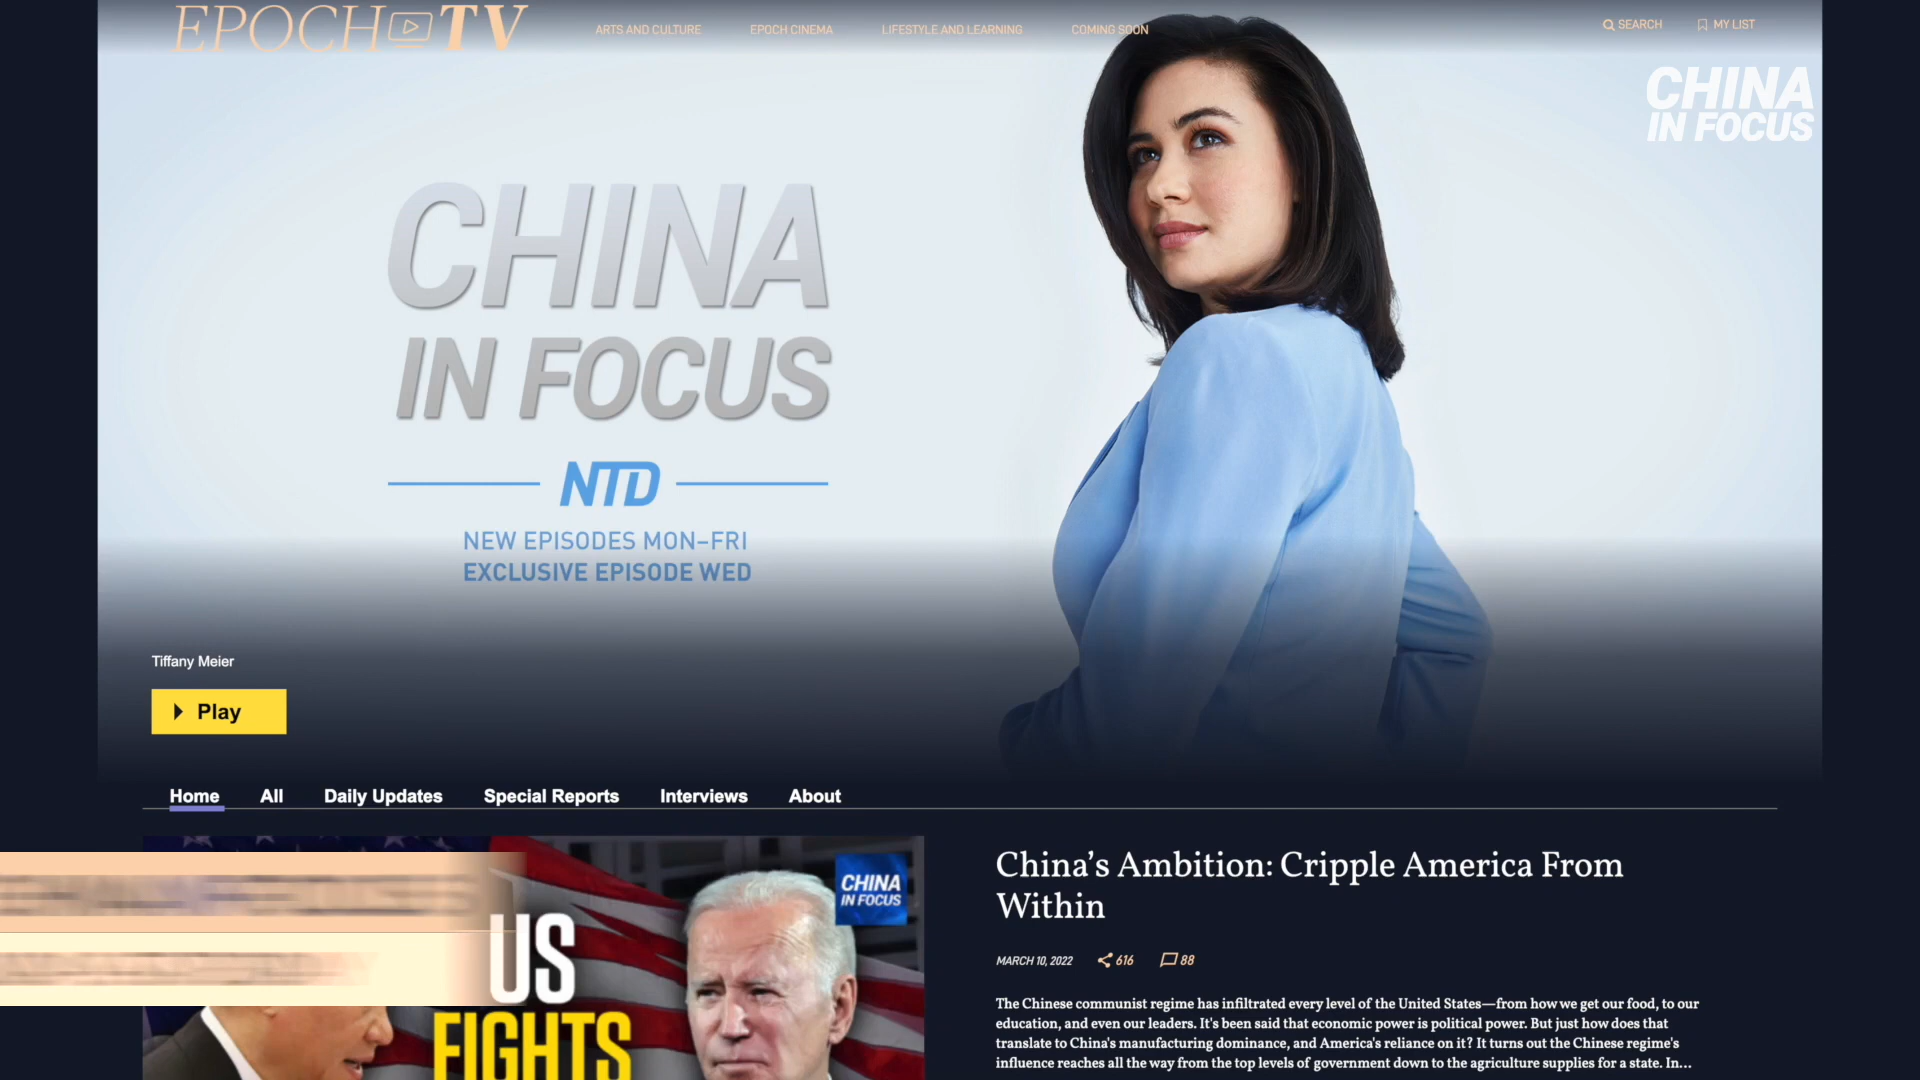 EPOCH TV
ARTS AND CULTURE
EPOCH CINEMA
LIFESTYLE AND LEARNING
COMING SOON
SEARCH
MY LIST
CHINA
IN FOCUS
CHINA
IN FOCUS
NTD
NEW EPISODES MON–FRI
EXCLUSIVE EPISODE WED
Tiffany Meier
Play
Home
All
Daily Updates
Special Reports
Interviews
About
CHINA
IN FOCUS
US
FIGHTS
China's Ambition: Cripple America From
Within
MARCH 10, 2022
616
88
The Chinese communist regime has infiltrated every level of the United States—from how we get our food, to our
education, and even our leaders. It's been said that economic power is political power. But just how does that
translate to China's manufacturing dominance, and America's reliance on it? It turns out the Chinese regime's
influence reaches all the way from the top levels of government down to the agriculture supplies for a state. In...